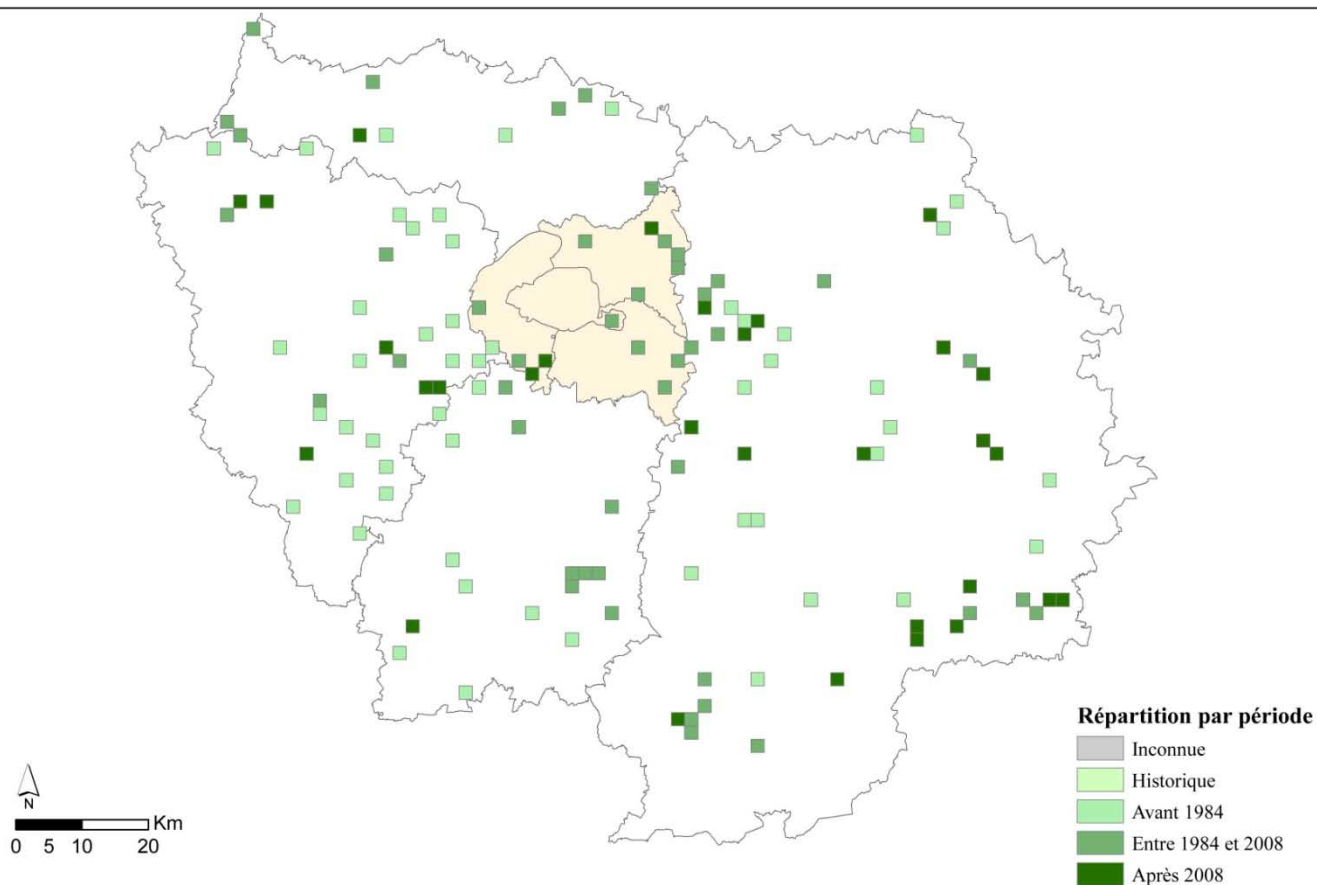 Répartition par période
Inconnue
Historique
Avant 1984
Entre 1984 et 2008
Après 2008
N
Km
0 5 10 20